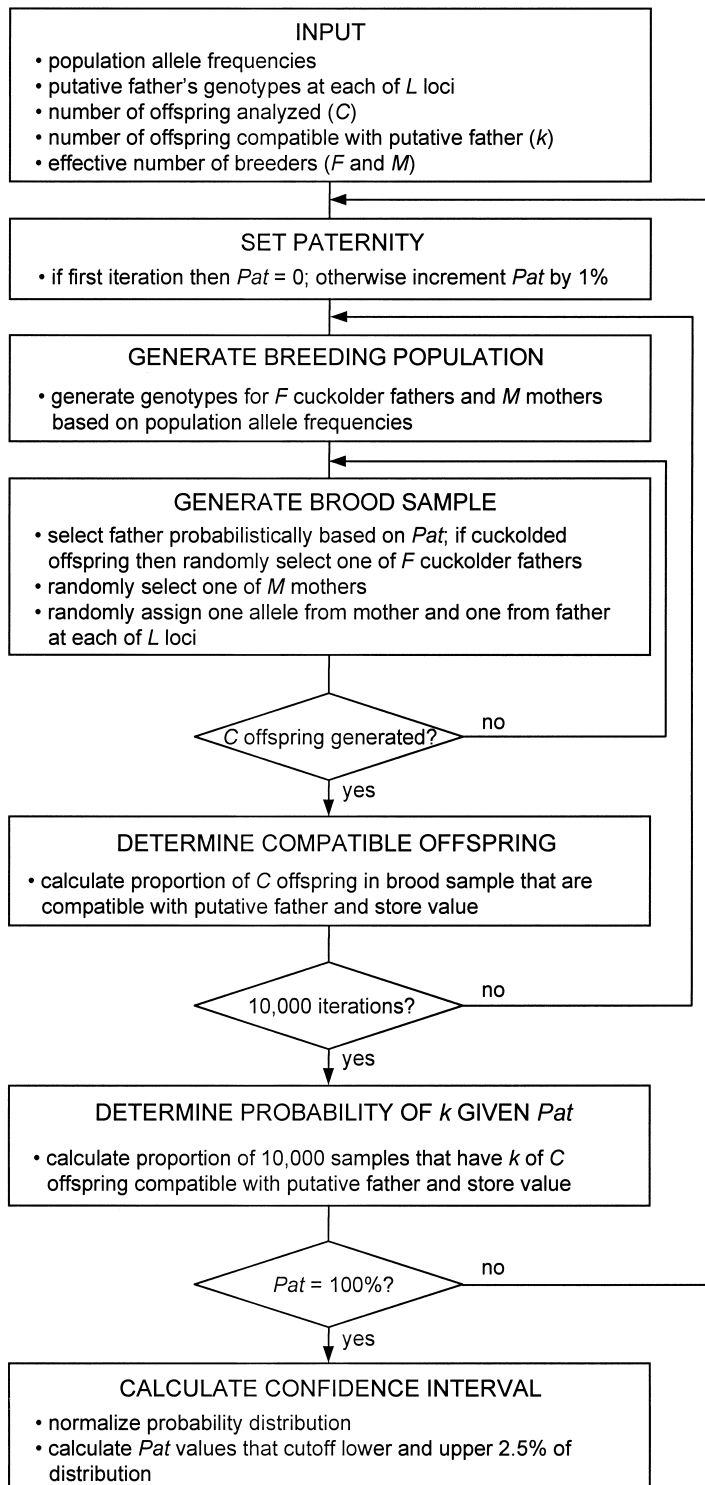 INPUT
• population allele frequencies
• putative father's genotypes at each of L loci
• number of offspring analyzed (C)
• number of offspring compatible with putative father (k)
• effective number of breeders (F and M)
SET PATERNITY
• if first iteration then Pat = 0; otherwise increment Pat by 1%
GENERATE BREEDING POPULATION
• generate genotypes for F cuckolder fathers and M mothers
based on population allele frequencies
GENERATE BROOD SAMPLE
• select father probabilistically based on Pat; if cuckolded
offspring then randomly select one of F cuckolder fathers
• randomly select one of M mothers
• randomly assign one allele from mother and one from father
at each of L loci
C offspring generated?
no
yes
DETERMINE COMPATIBLE OFFSPRING
• calculate proportion of C offspring in brood sample that are
compatible with putative father and store value
10,000 iterations?
no
yes
DETERMINE PROBABILITY OF k GIVEN Pat
• calculate proportion of 10,000 samples that have k of C
offspring compatible with putative father and store value
Pat = 100%?
no
yes
CALCULATE CONFIDENCE INTERVAL
• normalize probability distribution
• calculate Pat values that cutoff lower and upper 2.5% of
distribution